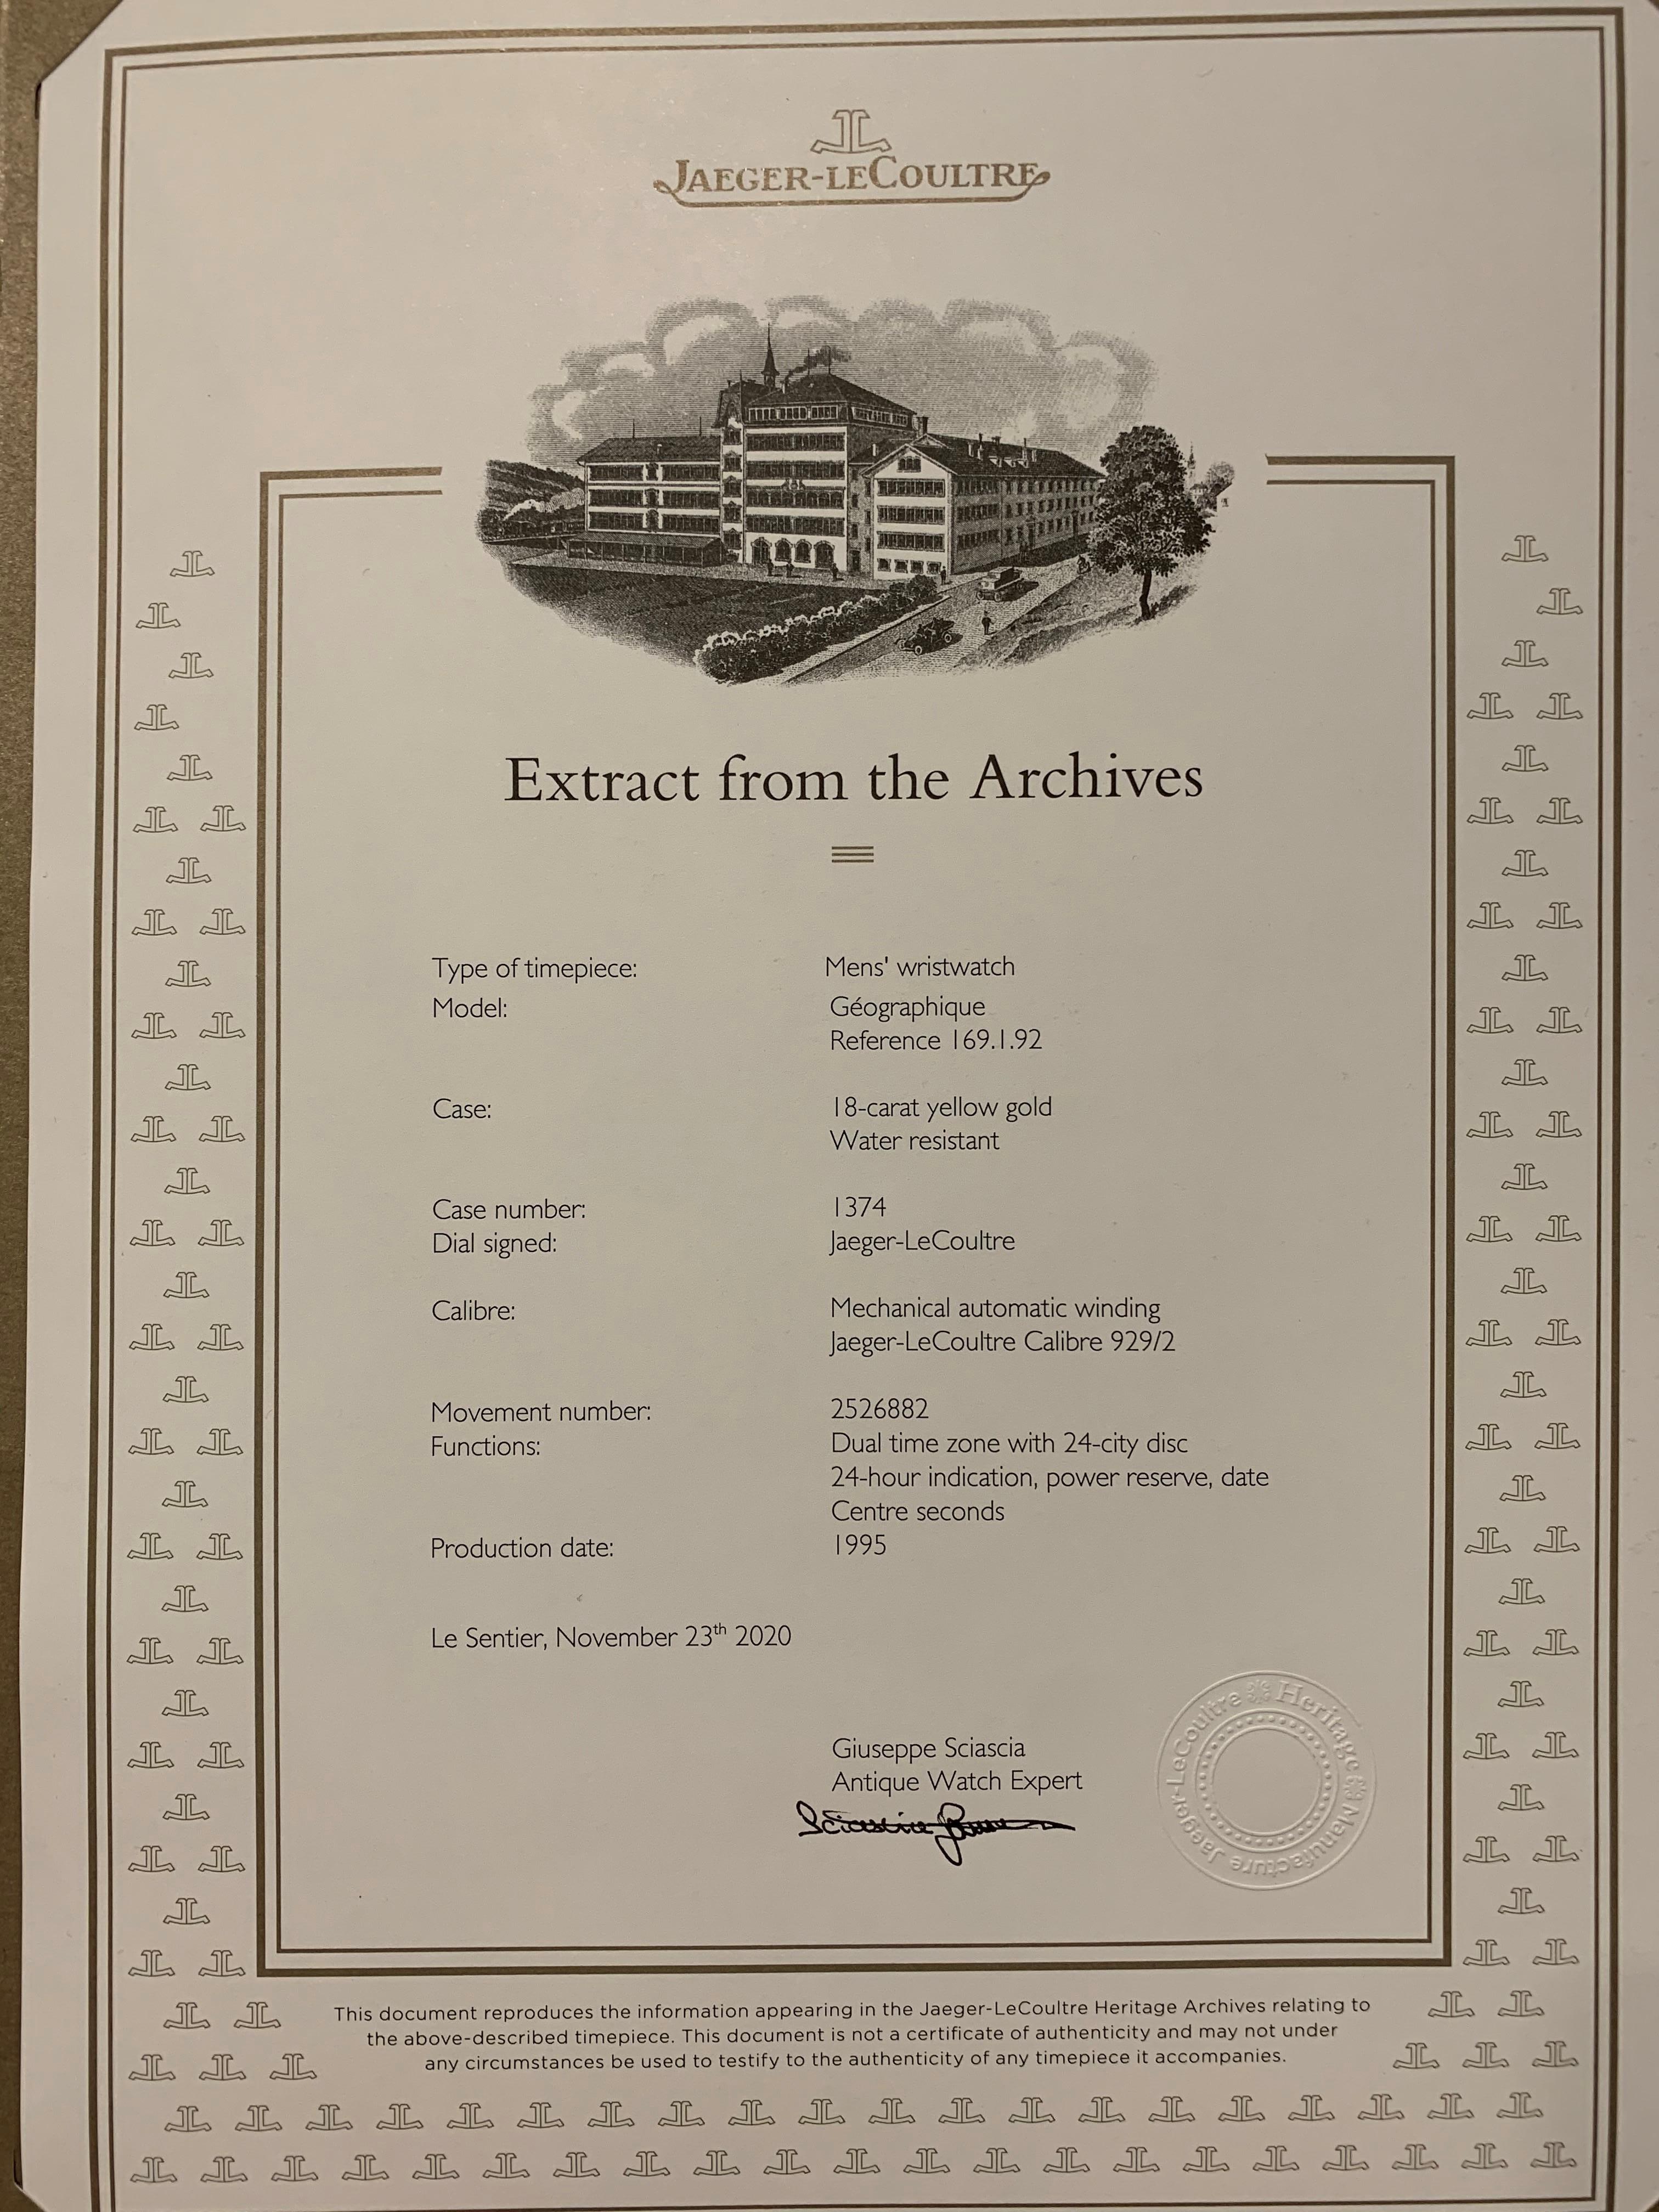 JAEGER-LECOULTRE
Extract from the Archives
Type of timepiece: Mens' wristwatch
Model: Géographique
Reference 169.1.92
Case: 18-carat yellow gold
Water resistant
Case number: 1374
Dial signed: Jaeger-LeCoultre
Calibre: Mechanical automatic winding
Jaeger-LeCoultre Calibre 929/2
Movement number: 2526882
Functions: Dual time zone with 24-city disc
24-hour indication, power reserve, date
Centre seconds
Production date: 1995
Le Sentier, November 23th 2020
Giuseppe Sciascia
Antique Watch Expert
Sciascia
Manufacture Jaeger-LeCoultre Heritage
This document reproduces the information appearing in the Jaeger-LeCoultre Heritage Archives relating to
the above-described timepiece. This document is not a certificate of authenticity and may not under
any circumstances be used to testify to the authenticity of any timepiece it accompanies.